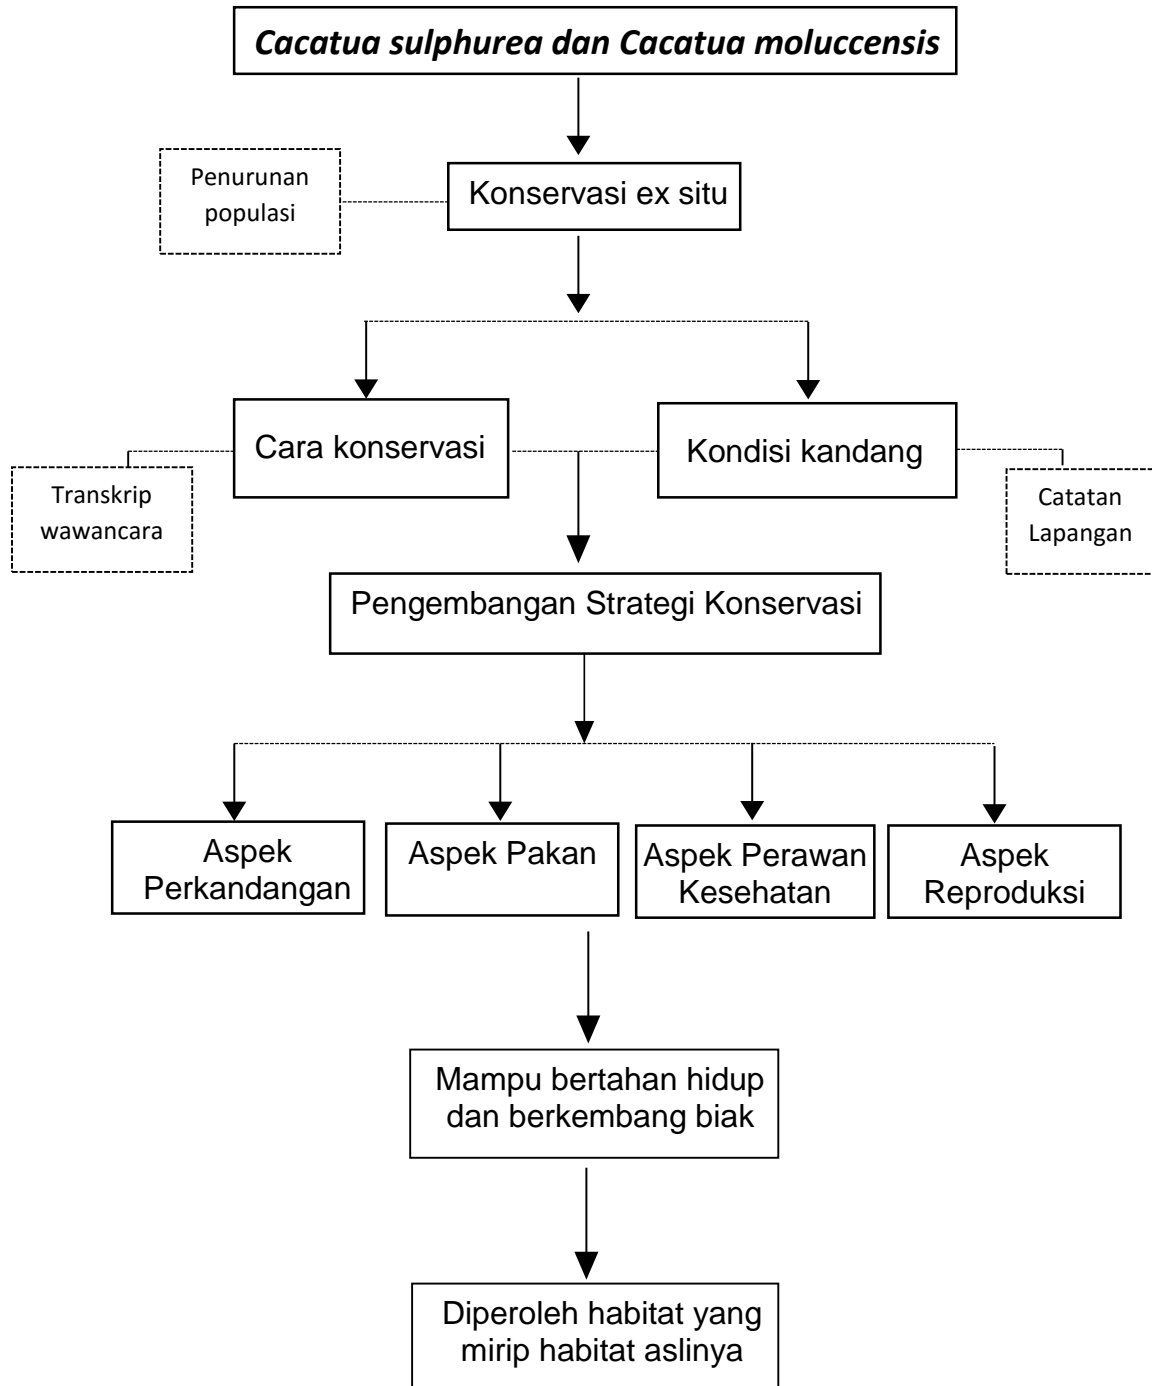 Cacatua sulphurea dan Cacatua moluccensis
Penurunan
populasi
Konservasi ex situ
Cara konservasi
Kondisi kandang
Transkrip
wawancara
Catatan
Lapangan
Pengembangan Strategi Konservasi
Aspek
Perkandangan
Aspek Pakan
Aspek Perawan
Kesehatan
Aspek
Reproduksi
Mampu bertahan hidup
dan berkembang biak
Diperoleh habitat yang
mirip habitat aslinya